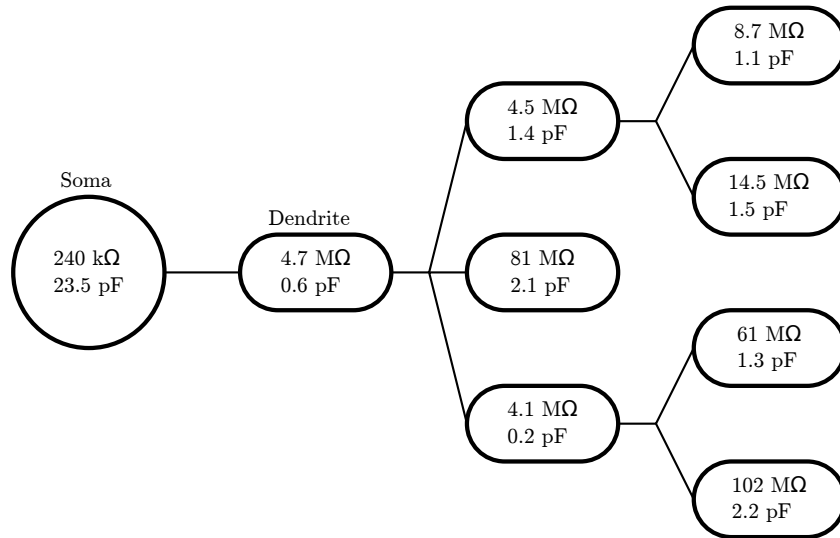 Soma
240 kΩ
23.5 pF
Dendrite
4.7 MΩ
0.6 pF
4.5 MΩ
1.4 pF
81 MΩ
2.1 pF
4.1 MΩ
0.2 pF
8.7 MΩ
1.1 pF
14.5 MΩ
1.5 pF
61 MΩ
1.3 pF
102 MΩ
2.2 pF